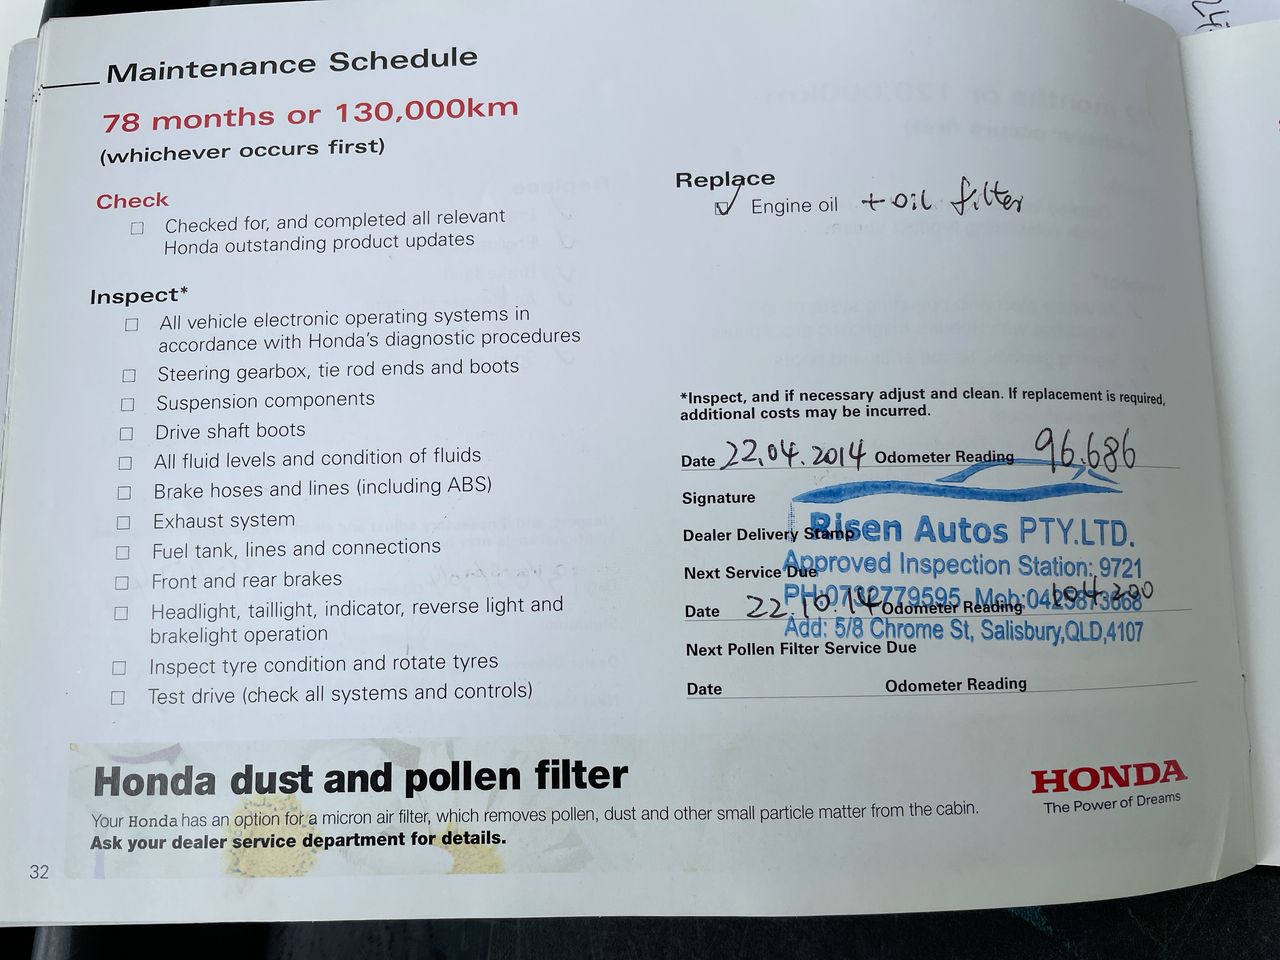 Maintenance Schedule
78 months or 130,000km
(whichever occurs first)
Check
Checked for, and completed all relevant
Honda outstanding product updates
Inspect*
All vehicle electronic operating systems in
accordance with Honda's diagnostic procedures
Steering gearbox, tie rod ends and boots
Suspension components
Drive shaft boots
All fluid levels and condition of fluids
Brake hoses and lines (including ABS)
Exhaust system
Fuel tank, lines and connections
Front and rear brakes
Headlight, taillight, indicator, reverse light and
brakelight operation
Inspect tyre condition and rotate tyres
Test drive (check all systems and controls)
Replace
Engine oil + oil filter
*Inspect, and if necessary adjust and clean. If replacement is required,
additional costs may be incurred.
Date 22.04.2014 Odometer Reading 96.686
Signature
Dealer Delivery Stamp
Risen Autos PTY.LTD.
Next Service Due
Approved Inspection Station: 9721
Date 22.10.14 Odometer Reading
PH:0732779595 Mob:
Add: 5/8 Chrome St, Salisbury,QLD,4107
Next Pollen Filter Service Due
Date Odometer Reading
Honda dust and pollen filter
Your Honda has an option for a micron air filter, which removes pollen, dust and other small particle matter from the cabin.
Ask your dealer service department for details.
HONDA
The Power of Dreams
32